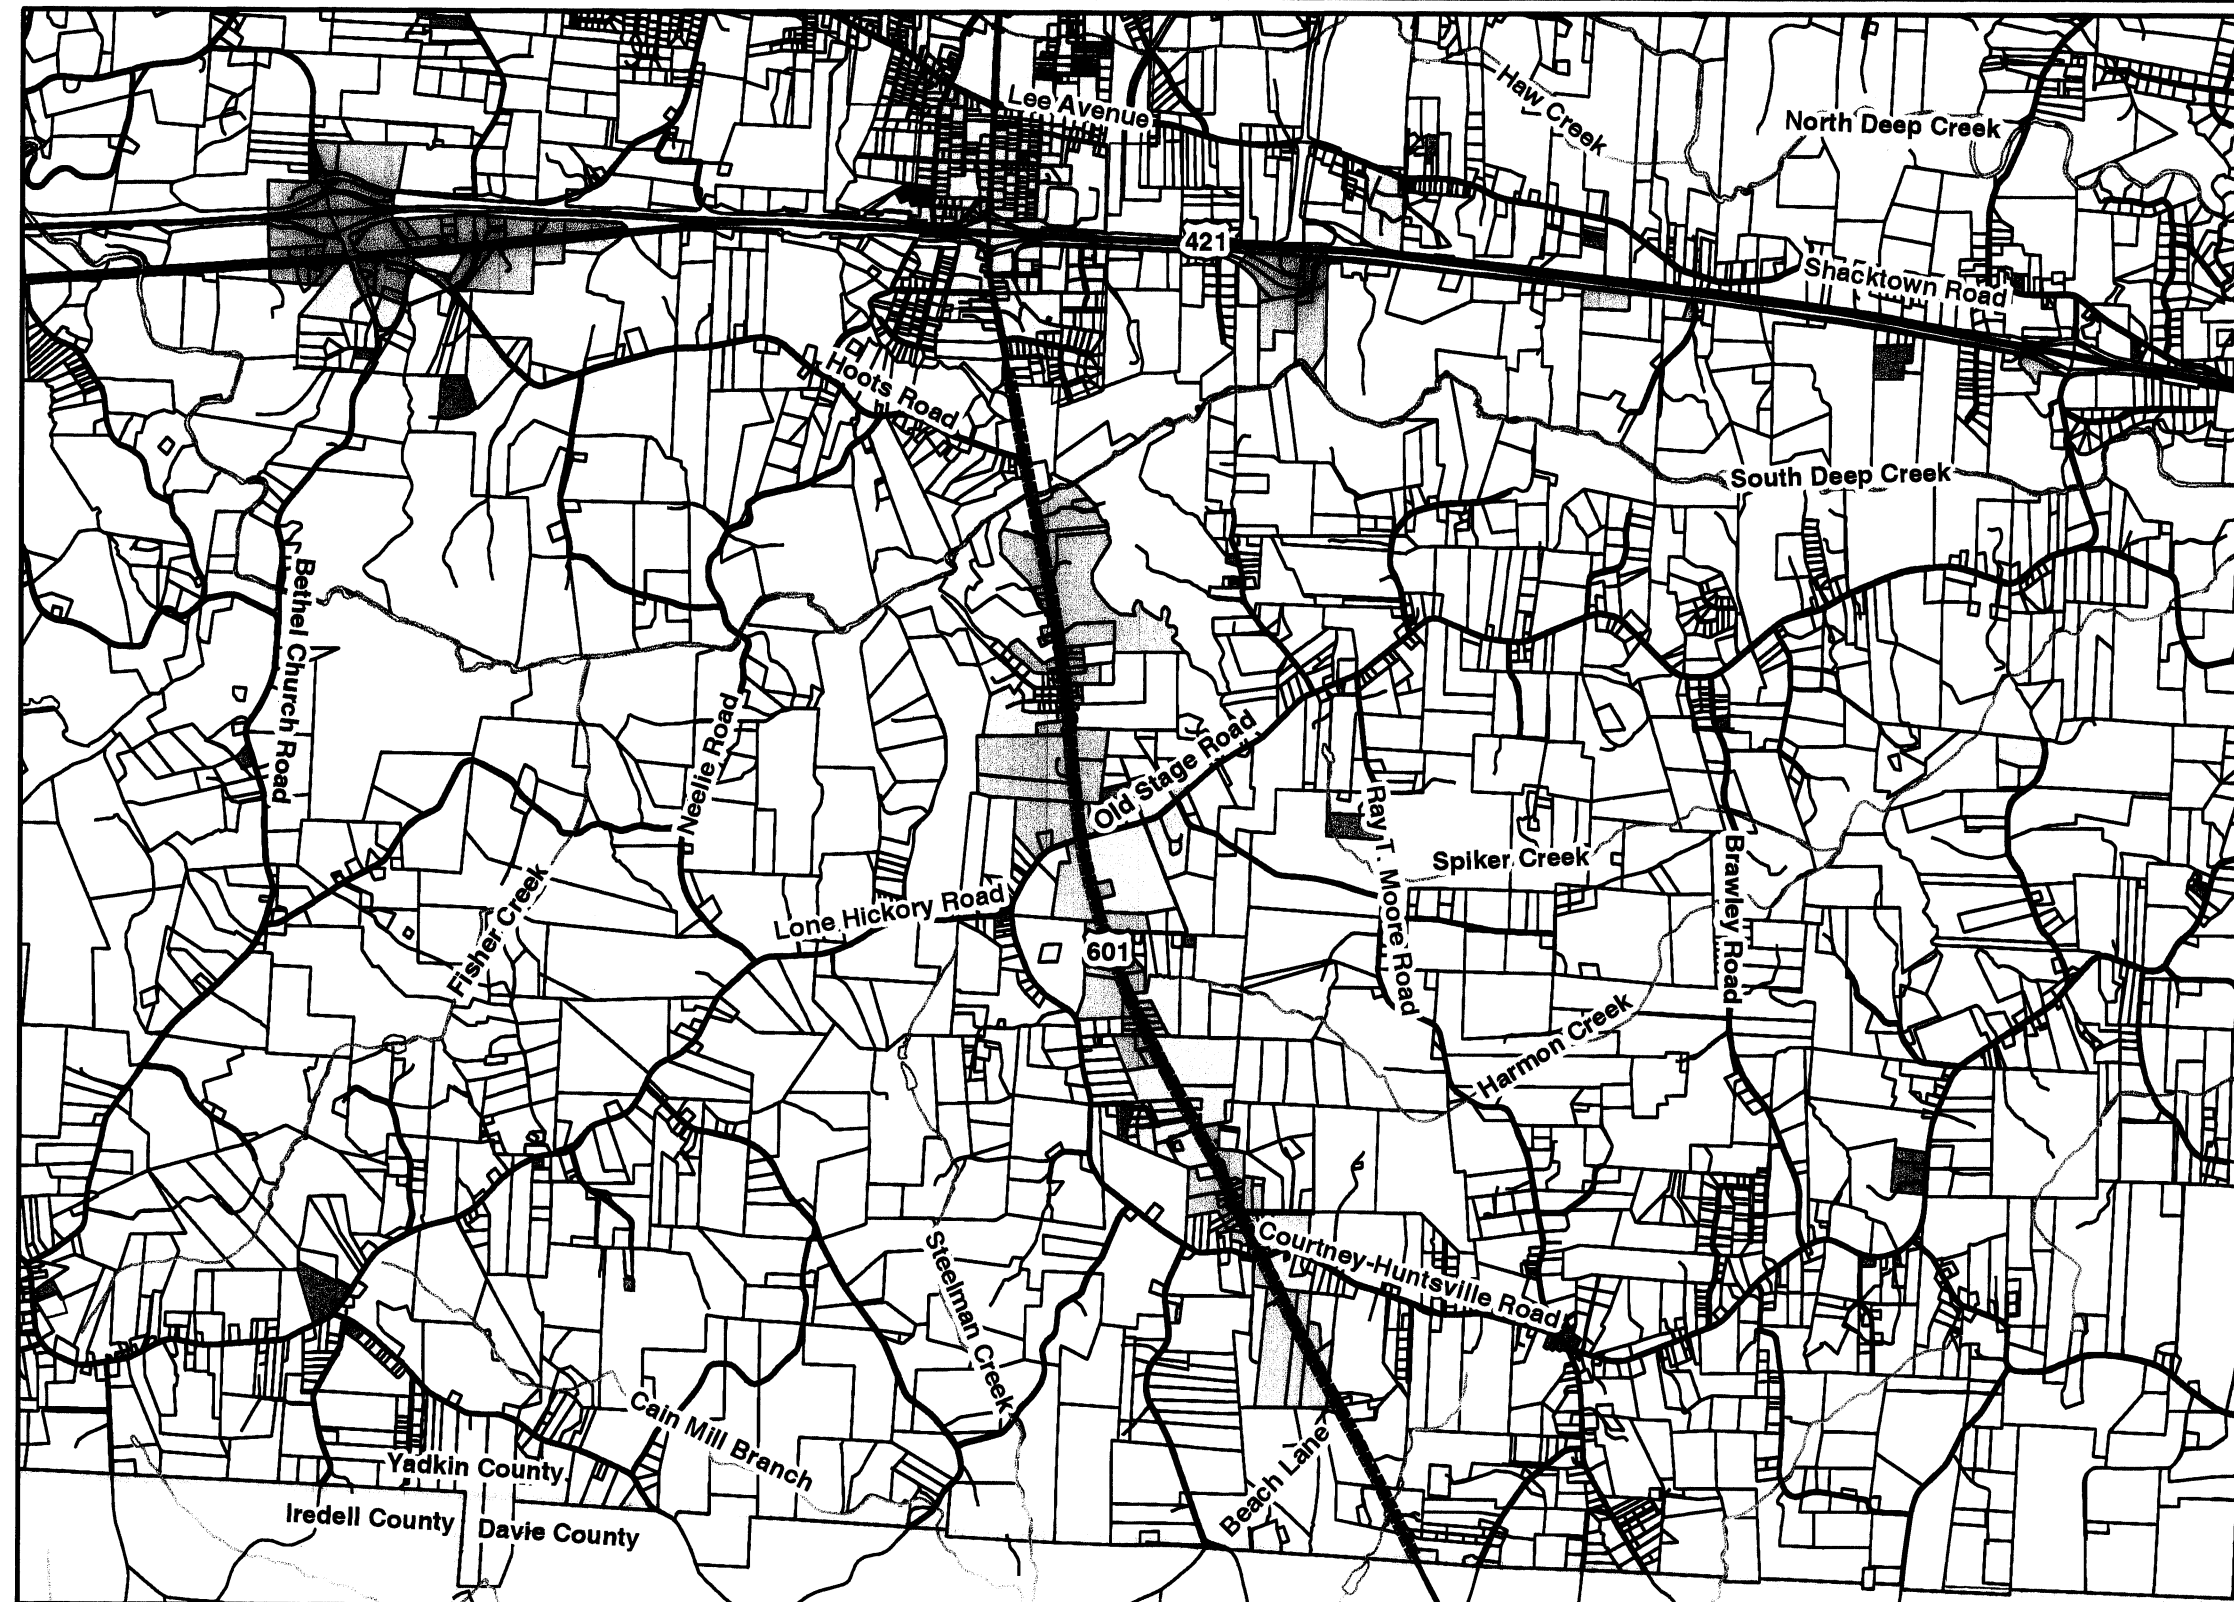 Lee Avenue
Haw Creek
North Deep Creek
421
Shacktown Road
Hoots Road
South Deep Creek
Bethel Church Road
Neelie Road
Old Stage Road
Ray T. Moore Road
Spiker Creek
Brawley Road
Fisher Creek
Lone Hickory Road
601
Harmon Creek
Steelman Creek
Courtney-Huntsville Road
Cain Mill Branch
Yadkin County
Beach Lane
Iredell County
Davie County